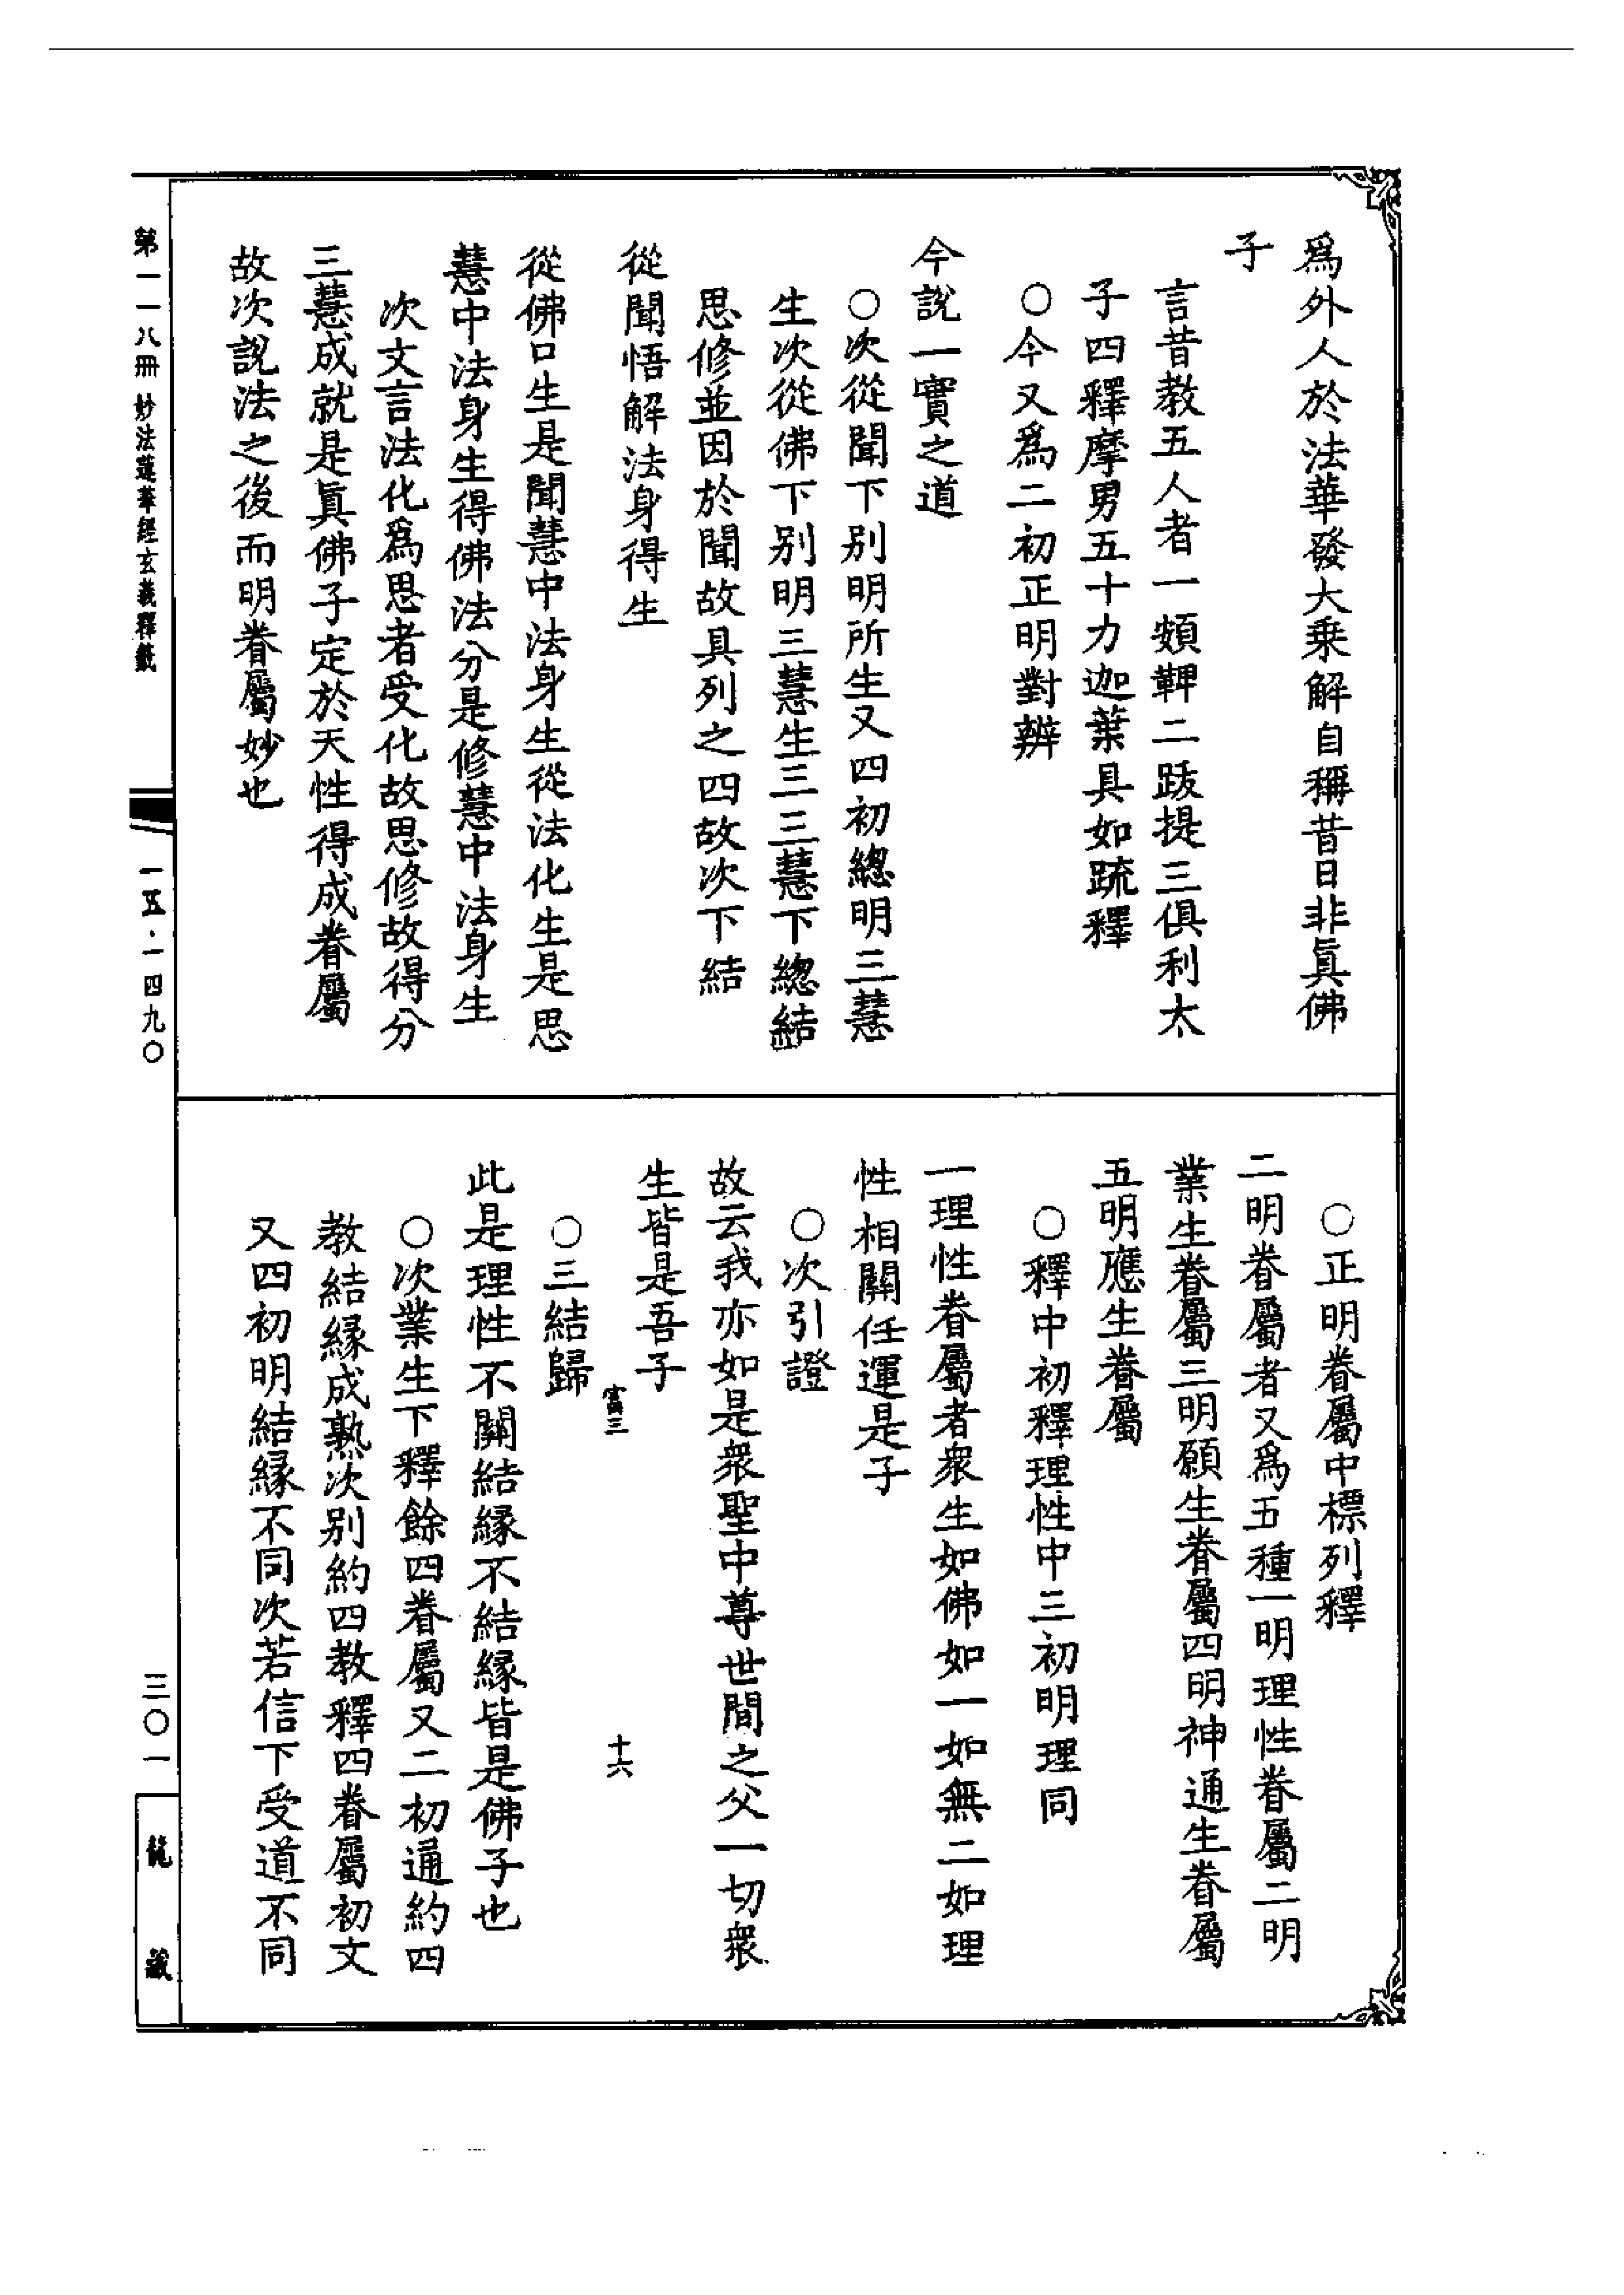 爲外人於法華發大乗解自稱昔日非眞佛
子
言昔教五人者一頞鞞二跋提三俱利太
子四釋摩男五十力迦葉具如疏釋
○今又爲二初正明對辨
今說一實之道
○次從聞下别明所生又四初總明三慧
生次從佛下别明三慧生三三慧下總結
思修並因於聞故具列之四故次下結
從聞悟解法身得生
從佛口生是聞慧中法身生從法化生是思
慧中法身生得佛法分是修慧中法身生
次文言法化爲思者受化故思修故得分
三慧成就是眞佛子定於天性得成眷屬
故次說法之後而明眷屬妙也
○正明眷屬中標列釋
二明眷屬者又爲五種一明理性眷屬二明
業生眷屬三明願生眷屬四明神通生眷屬
五明應生眷屬
○釋中初釋理性中三初明理同
一理性眷屬者衆生如佛如一如無二如理
性相關任運是子
○次引證
故云我亦如是衆聖中尊世間之父一切衆
生皆是吾子
富三 十六
○三結歸
此是理性不關結縁不結縁皆是佛子也
○次業生下釋餘四眷屬又二初通約四
教結縁成熟次别約四教釋四眷屬初文
又四初明結縁不同次若信下受道不同
第一一八冊 妙法蓮華經玄義釋籤
一五·一四九○
三○一
龍藏